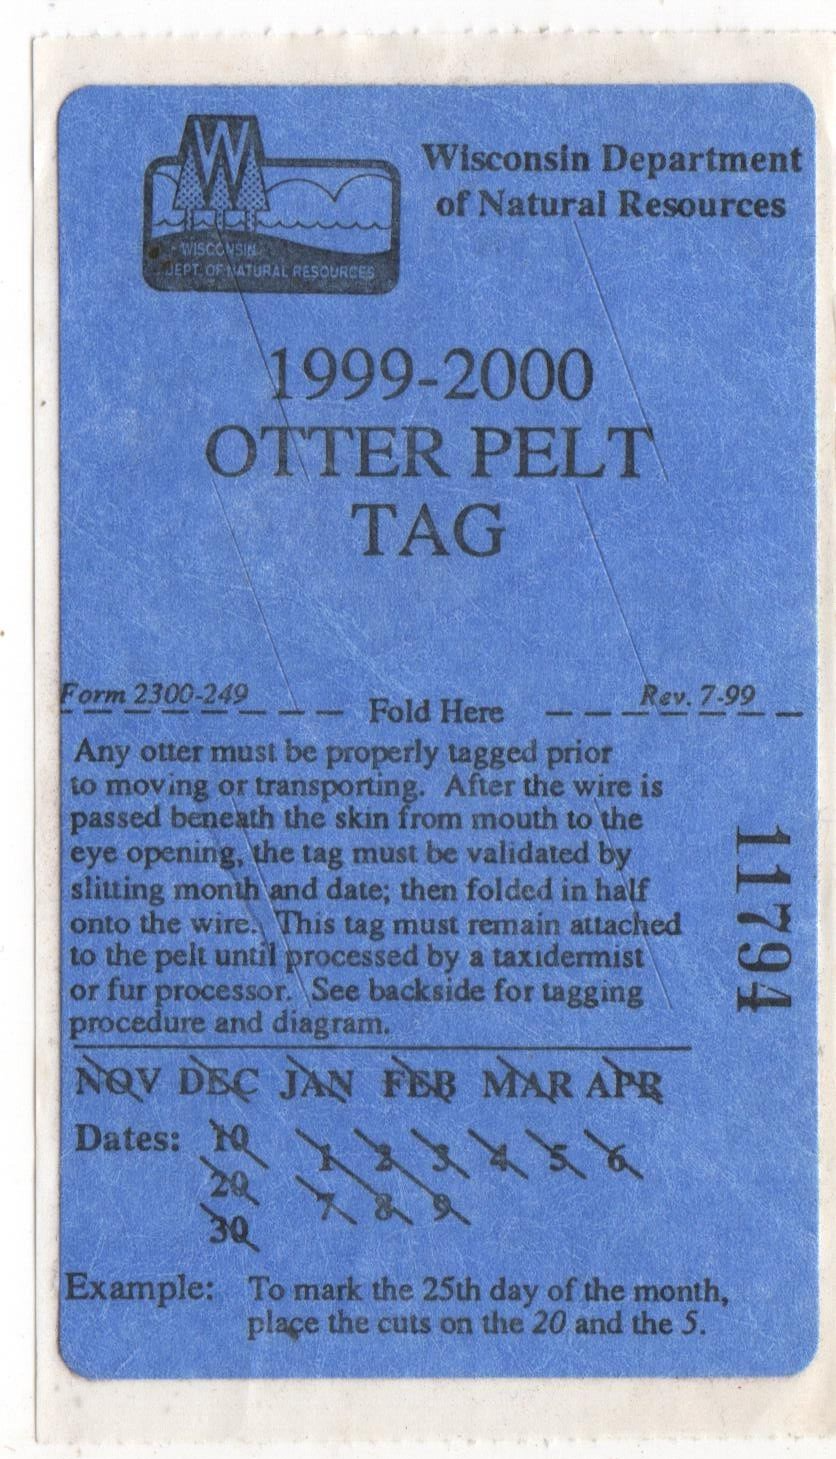 W
WISCONSIN
DEPT. OF NATURAL RESOURCES
Wisconsin Department
of Natural Resources
1999-2000
OTTER PELT
TAG
Form 2300-249 Rev. 7-99
Fold Here
Any otter must be properly tagged prior
to moving or transporting. After the wire is
passed beneath the skin from mouth to the
eye opening, the tag must be validated by
slitting month and date; then folded in half
onto the wire. This tag must remain attached
to the pelt until processed by a taxidermist
or fur processor. See backside for tagging
procedure and diagram.
11794
NOV DEC JAN FEB MAR APR
Dates: 10 1 2 3 4 5 6
20 7 8 9
30
Example: To mark the 25th day of the month,
place the cuts on the 20 and the 5.